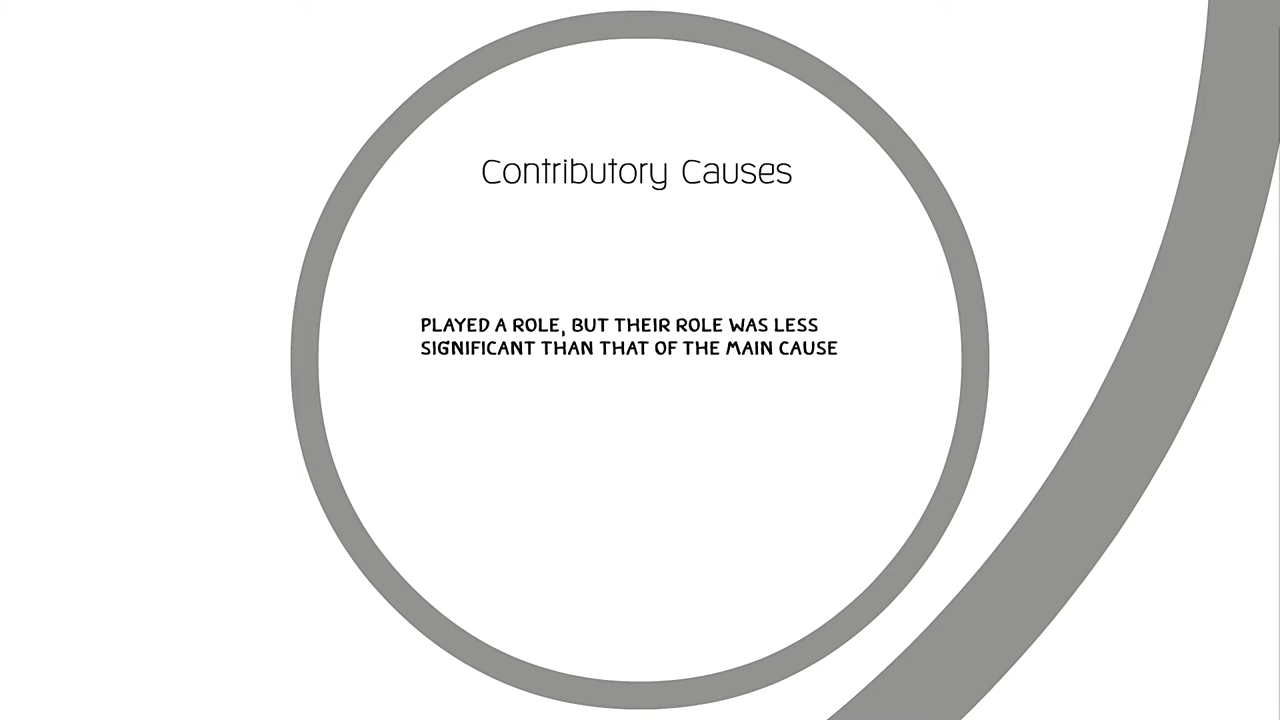 Contributory Causes
PLAYED A ROLE, BUT THEIR ROLE WAS LESS
SIGNIFICANT THAN THAT OF THE MAIN CAUSE